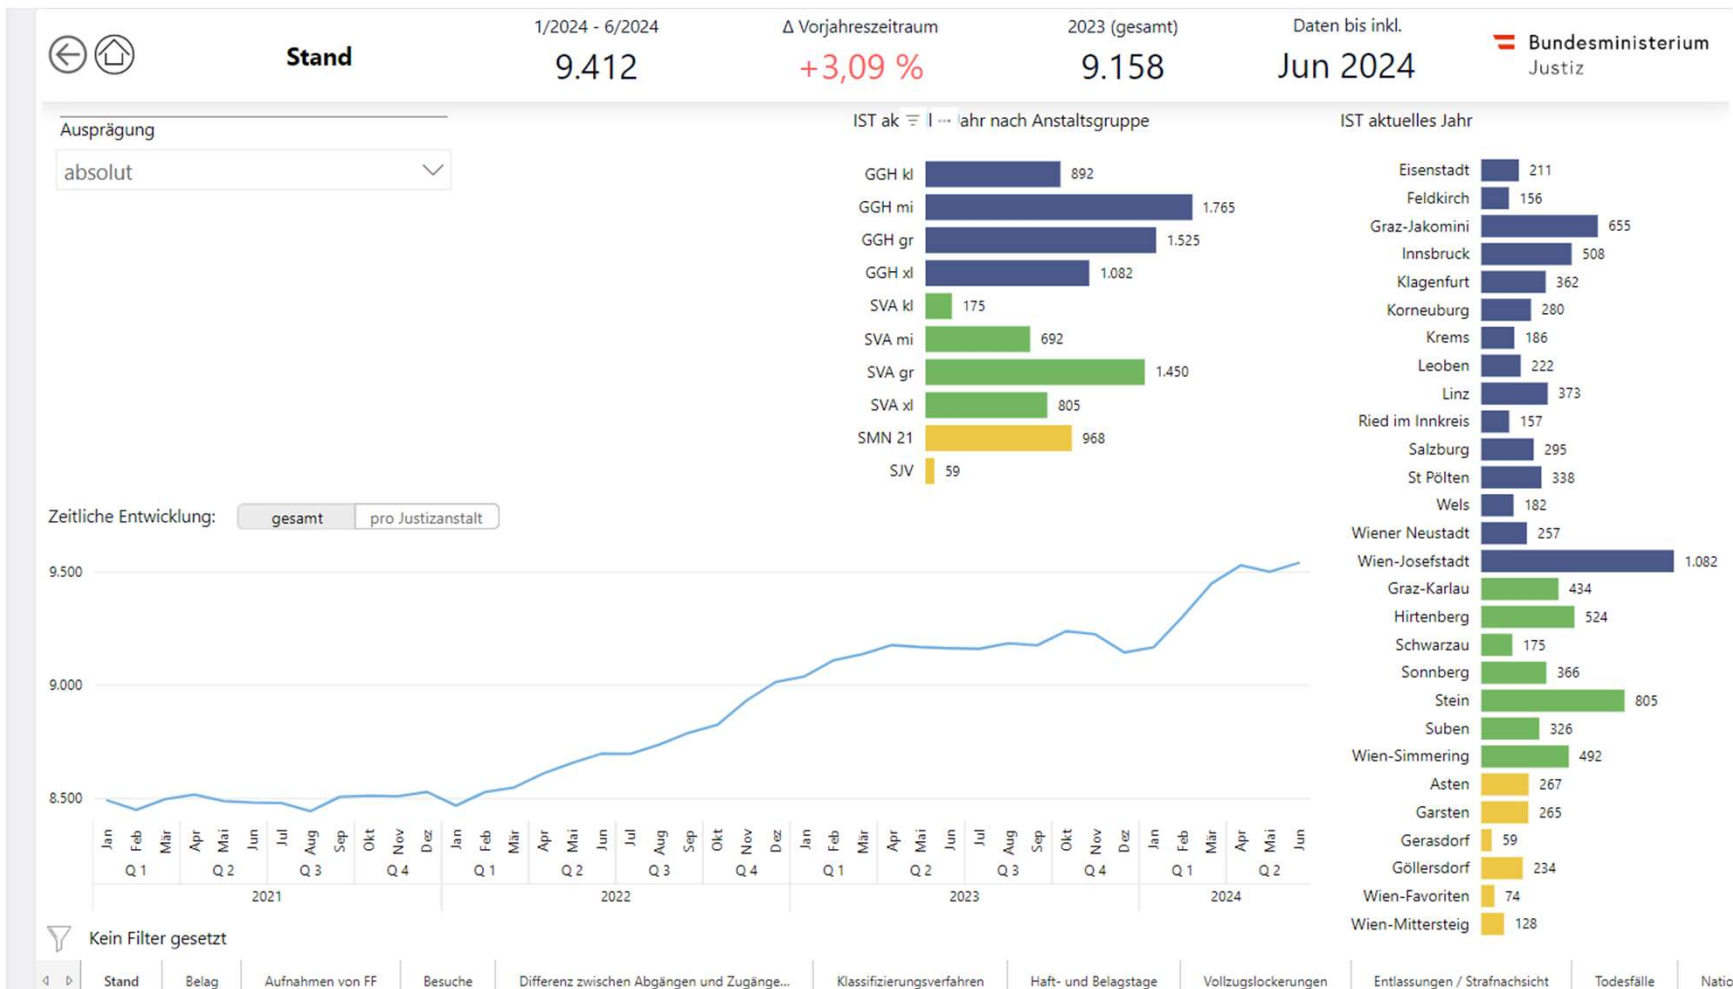 Stand
1/2024 - 6/2024
9.412
Δ Vorjahreszeitraum
+3,09 %
2023 (gesamt)
9.158
Daten bis inkl.
Jun 2024
Bundesministerium
Justiz
Ausprägung
absolut
IST ak l ··· Jahr nach Anstaltsgruppe
GGH kl 892
GGH mi 1.765
GGH gr 1.525
GGH xl 1.082
SVA kl 175
SVA mi 692
SVA gr 1.450
SVA xl 805
SMN 21 968
SJV 59
IST aktuelles Jahr
Eisenstadt 211
Feldkirch 156
Graz-Jakomini 655
Innsbruck 508
Klagenfurt 362
Korneuburg 280
Krems 186
Leoben 222
Linz 373
Ried im Innkreis 157
Salzburg 295
St Pölten 338
Wels 182
Wiener Neustadt 257
Wien-Josefstadt 1.082
Graz-Karlau 434
Hirtenberg 524
Schwarzau 175
Sonnberg 366
Stein 805
Suben 326
Wien-Simmering 492
Asten 267
Garsten 265
Gerasdorf 59
Göllersdorf 234
Wien-Favoriten 74
Wien-Mittersteig 128
Zeitliche Entwicklung: gesamt pro Justizanstalt
9.500
9.000
8.500
Jan Feb Mär Apr Mai Jun Jul Aug Sep Okt Nov Dez Jan Feb Mär Apr Mai Jun Jul Aug Sep Okt Nov Dez Jan Feb Mär Apr Mai Jun Jul Aug Sep Okt Nov Dez Jan Feb Mär Apr Mai Jun
Q 1 Q 2 Q 3 Q 4 Q 1 Q 2 Q 3 Q 4 Q 1 Q 2 Q 3 Q 4 Q 1 Q 2
2021 2022 2023 2024
Kein Filter gesetzt
Stand Belag Aufnahmen von FF Besuche Differenz zwischen Abgängen und Zugänge... Klassifizierungsverfahren Haft- und Belagstage Vollzugslockerungen Entlassungen / Strafnachsicht Todesfälle Natio